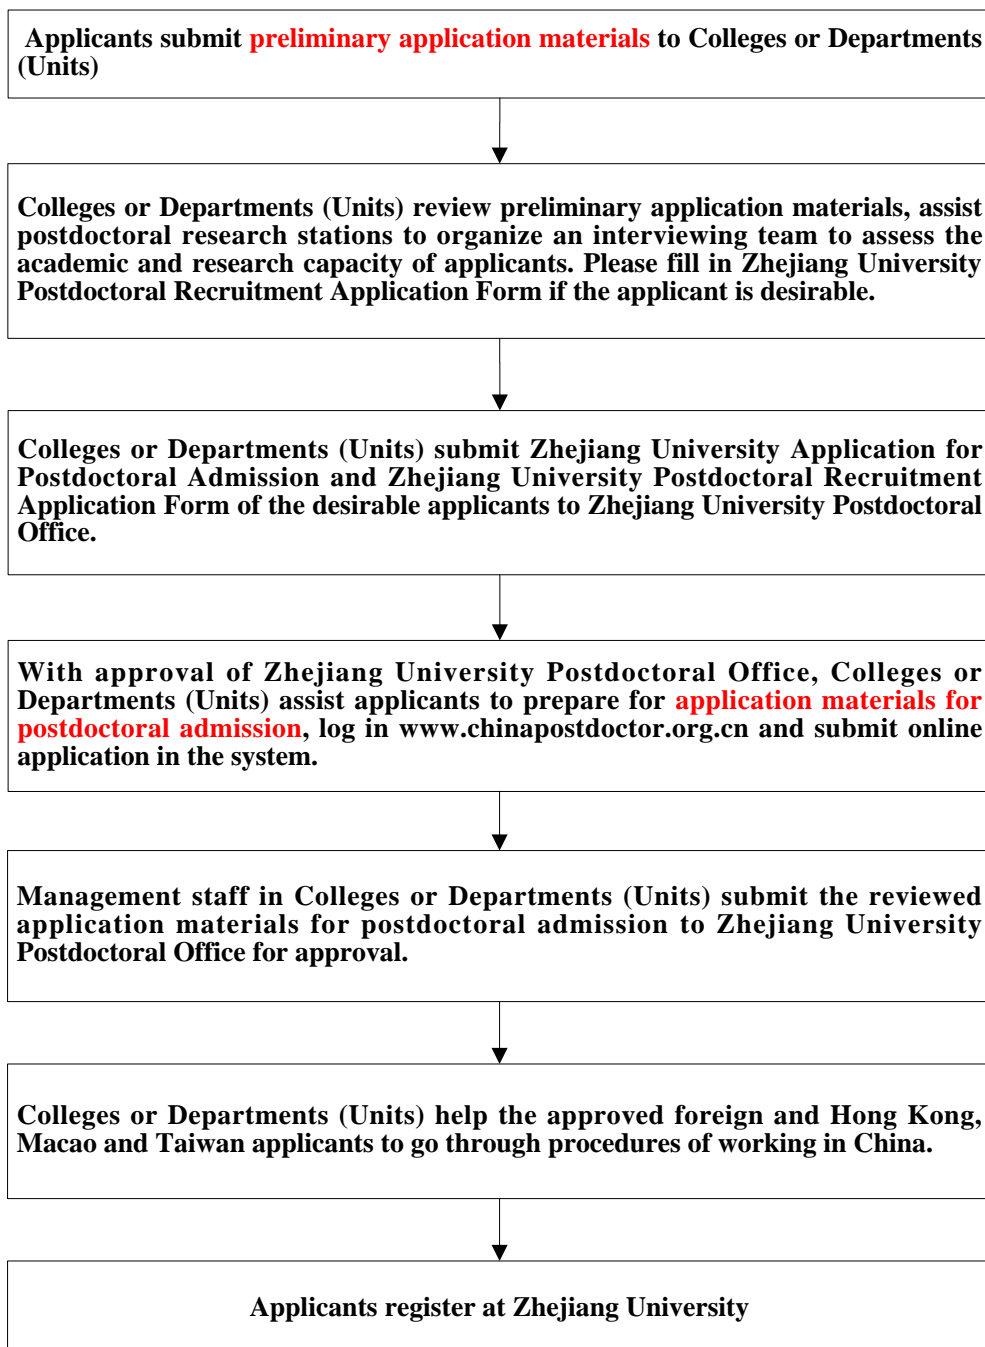 Applicants submit preliminary application materials to Colleges or Departments
(Units)
Colleges or Departments (Units) review preliminary application materials, assist
postdoctoral research stations to organize an interviewing team to assess the
academic and research capacity of applicants. Please fill in Zhejiang University
Postdoctoral Recruitment Application Form if the applicant is desirable.
Colleges or Departments (Units) submit Zhejiang University Application for
Postdoctoral Admission and Zhejiang University Postdoctoral Recruitment
Application Form of the desirable applicants to Zhejiang University Postdoctoral
Office.
With approval of Zhejiang University Postdoctoral Office, Colleges or
Departments (Units) assist applicants to prepare for application materials for
postdoctoral admission, log in www.chinapostdoctor.org.cn and submit online
application in the system.
Management staff in Colleges or Departments (Units) submit the reviewed
application materials for postdoctoral admission to Zhejiang University
Postdoctoral Office for approval.
Colleges or Departments (Units) help the approved foreign and Hong Kong,
Macao and Taiwan applicants to go through procedures of working in China.
Applicants register at Zhejiang University